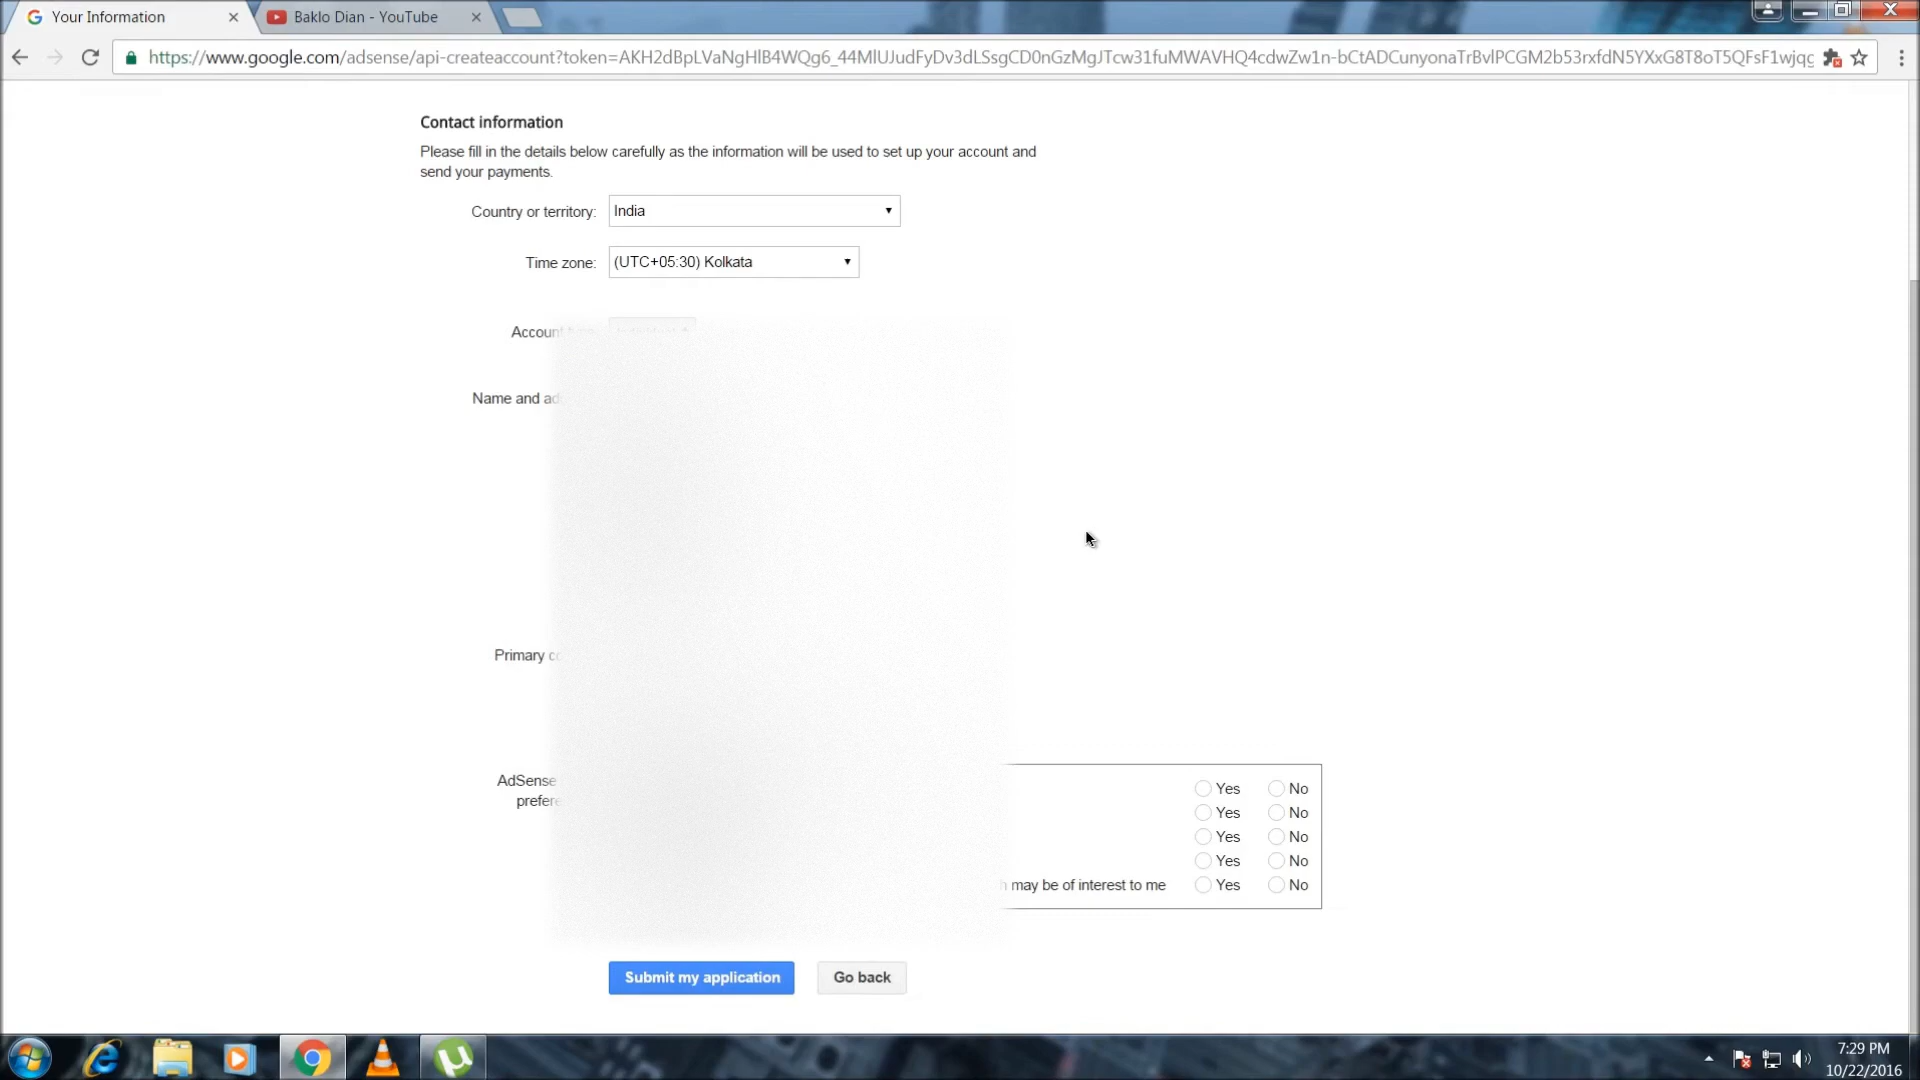 Your Information
Baklo Dian - YouTube
https://www.google.com/adsense/api-createaccount?token=AKH2dBpLVaNgHlB4WQg6_44MlUJudFyDv3dLSsgCD0nGzMgJTcw31fuMWAVHQ4cdwZw1n-bCtADCunyonaTrBvlPCGM2b53rxfdN5YXxG8T8oT5QFsF1wjqg
Contact information
Please fill in the details below carefully as the information will be used to set up your account and
send your payments.
Country or territory: India
Time zone: (UTC+05:30) Kolkata
Account
Name and
Primary
AdSense
Yes No
Yes No
Yes No
Yes No
may be of interest to me Yes No
Submit my application Go back
7:29 PM
10/22/2016